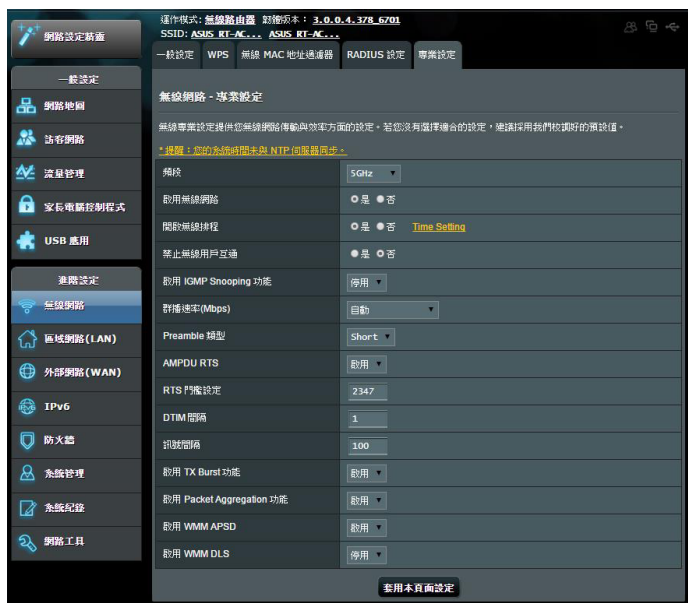 運作模式: 無線路由器 韌體版本: 3.0.0.4.378_6701
SSID: ASUS RT-AC... ASUS RT-AC...
網路設定精靈
一般設定
網路地圖
訪客網路
流量管理
家長電腦控制程式
USB 應用
進階設定
無線網路
區域網路(LAN)
外部網路(WAN)
IPv6
防火牆
系統管理
系統紀錄
網路工具
一般設定 WPS 無線 MAC 地址過濾器 RADIUS 設定 專業設定
無線網路 - 專業設定
無線專業設定提供您無線網路傳輸與效率方面的設定。若您沒有選擇適合的設定，建議採用我們校調好的預設值。
*提醒：您的系統時間未與 NTP 伺服器同步。
頻段 5GHz
啟用無線網路 是 否
開啟無線排程 是 否 Time Setting
禁止無線用戶互通 是 否
啟用 IGMP Snooping 功能 停用
群播速率(Mbps) 自動
Preamble 類型 Short
AMPDU RTS 啟用
RTS 門檻設定 2347
DTIM 間隔 1
訊號間隔 100
啟用 TX Burst 功能 啟用
啟用 Packet Aggregation 功能 啟用
啟用 WMM APSD 啟用
啟用 WMM DLS 停用
套用本頁面設定